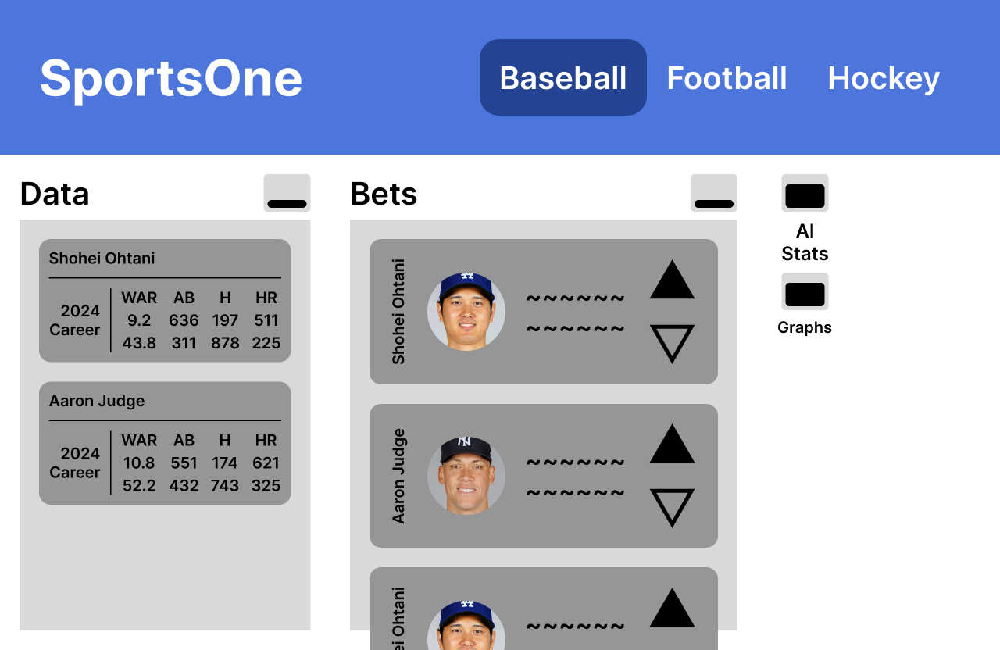 SportsOne
Baseball Football Hockey
Data
Shohei Ohtani
WAR AB H HR
2024 9.2 636 197 511
Career 43.8 311 878 225
Aaron Judge
WAR AB H HR
2024 10.8 551 174 621
Career 52.2 432 743 325
Bets
Shohei Ohtani
~~~~~~
~~~~~~
Aaron Judge
~~~~~~
~~~~~~
ei Ohtani
~~~~~~
AI
Stats
Graphs